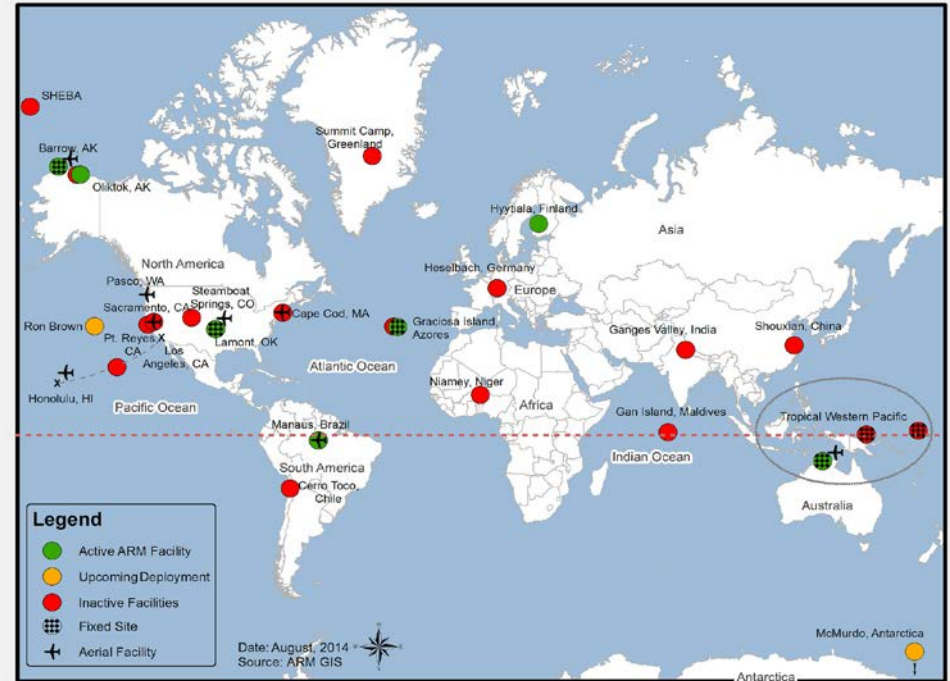 SHEBA
Barrow, AK
Oliktok, AK
Summit Camp,
Greenland
Hyytiala, Finland
Asia
North America
Heselbach, Germany
Europe
Pasco, WA
Steamboat
Springs, CO
Sacramento, CA
Cape Cod, MA
Ron Brown
Pt. Reyes,
CA
X
Los
Angeles, CA
Lamont, OK
Graciosa Island,
Azores
Ganges Valley, India
Shouxian, China
Atlantic Ocean
X
Honolulu, HI
Pacific Ocean
Niamey, Niger
Africa
Gan Island, Maldives
Tropical Western Pacific
Manaus, Brazil
Indian Ocean
South America
Cerro Toco,
Chile
Australia
Legend
Active ARM Facility
Upcoming Deployment
Inactive Facilities
Fixed Site
Aerial Facility
Date: August, 2014
Source: ARM GIS
McMurdo, Antarctica
Antarctica